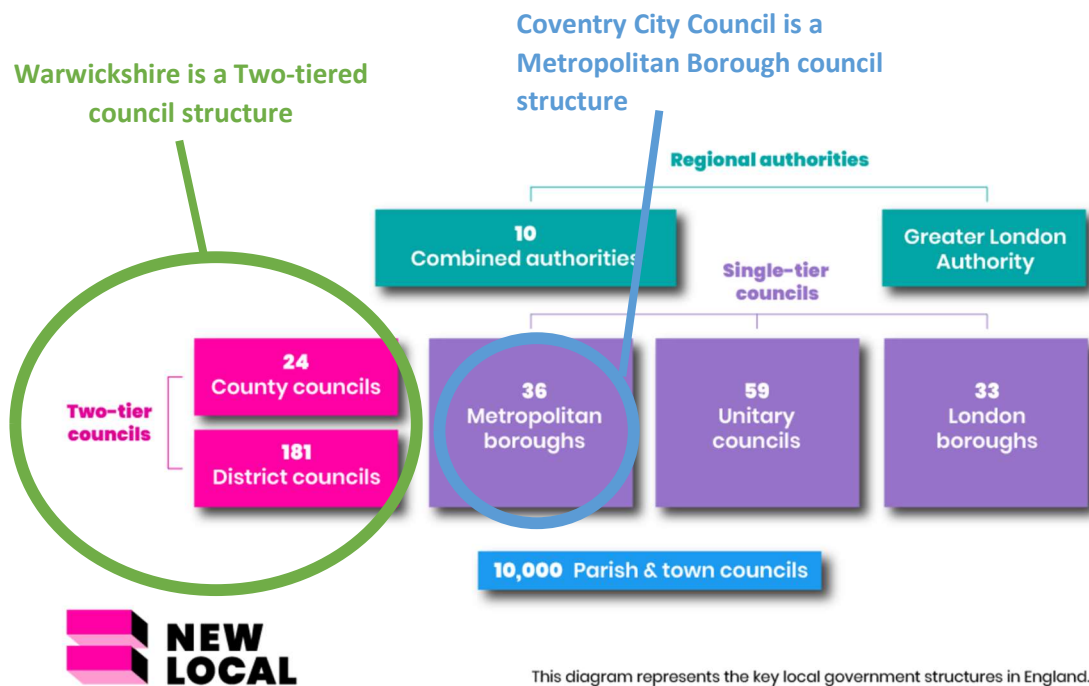 Coventry City Council is a
Metropolitan Borough council
structure
Warwickshire is a Two-tiered
council structure
Regional authorities
10
Combined authorities
Greater London
Authority
Single-tier
councils
Two-tier
councils
24
County councils
181
District councils
36
Metropolitan
boroughs
59
Unitary
councils
33
London
boroughs
10,000 Parish & town councils
NEW
LOCAL
This diagram represents the key local government structures in England.